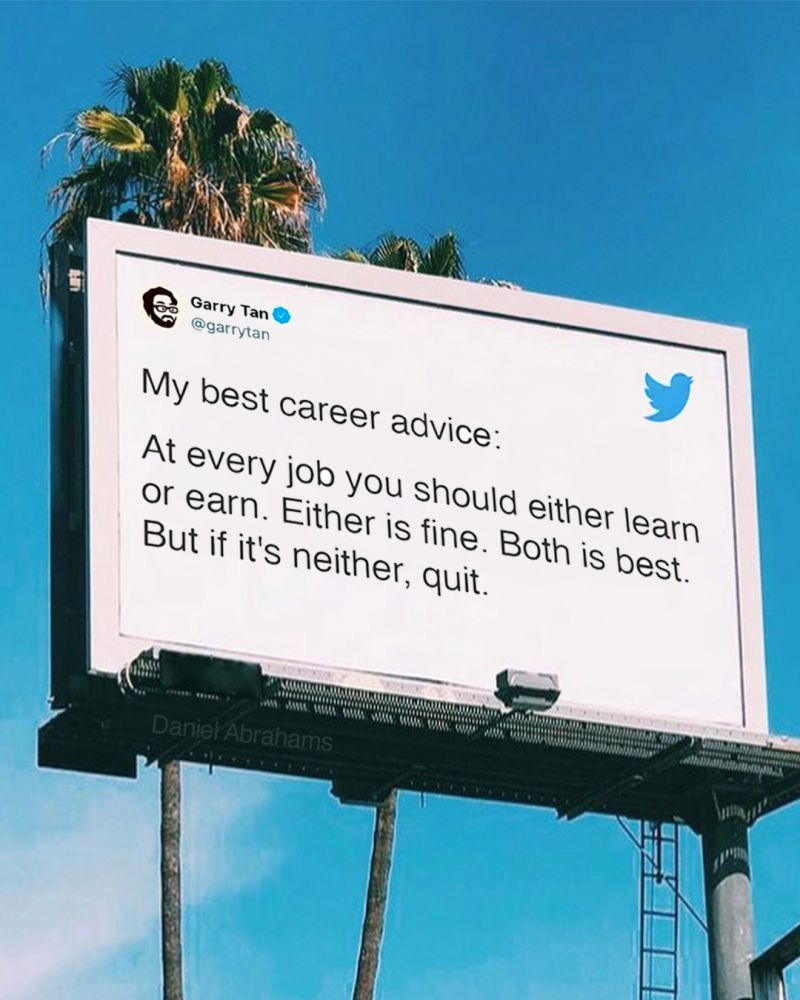 Garry Tan
@garrytan
My best career advice:
At every job you should either learn
or earn. Either is fine. Both is best.
But if it's neither, quit.
Daniel Abrahams